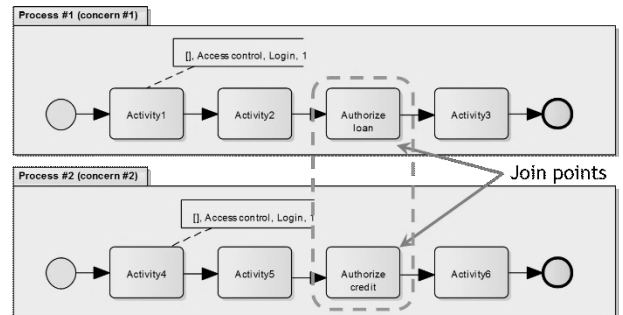 Process #1 (concern #1)
[], Access control, Login, 1
Activity1
Activity2
Authorize
loan
Activity3
Join points
Process #2 (concern #2)
[], Access control, Login, 1
Activity4
Activity5
Authorize
credit
Activity6